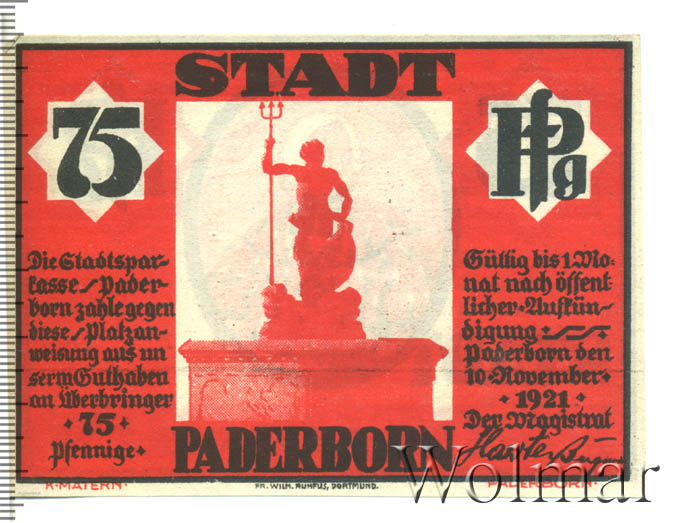 STADT
75
Pfg
Die Stadtspar-
kasse Pader-
born zahle gegen
diese Platzan-
weisung aus un
serm Guthaben
an Überbringer
75
Pfennige
Gültig bis 1 Mo-
nat nach öffent
licher Aufkün-
digung
Paderborn den
10 November
1921
Der Magistrat
PADERBORN
K. MATERN.
FR. WILH. RUHFUS, DORTMUND.
PADERBORN.
Wolmar